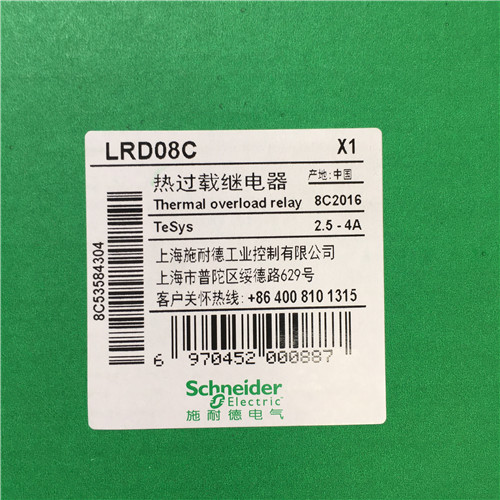 LRD08C X1
热过载继电器 产地: 中国
Thermal overload relay 8C2016
TeSys 2.5 - 4A
上海施耐德工业控制有限公司
上海市普陀区绥德路629号
客户关怀热线: +86 400 810 1315
8C53584304
6 970452 000887
Schneider
Electric
施耐德电气